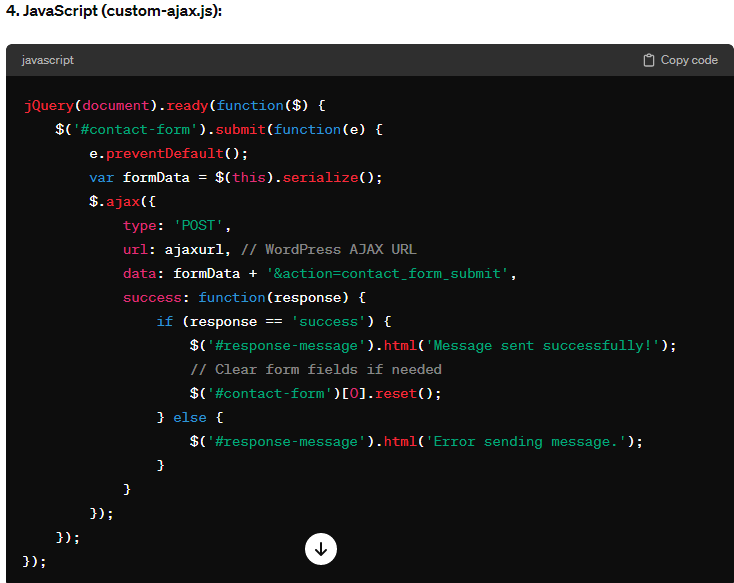 4. JavaScript (custom-ajax.js):
javascript
Copy code
jQuery(document).ready(function($) {
    $('#contact-form').submit(function(e) {
        e.preventDefault();
        var formData = $(this).serialize();
        $.ajax({
            type: 'POST',
            url: ajaxurl, // WordPress AJAX URL
            data: formData + '&action=contact_form_submit',
            success: function(response) {
                if (response == 'success') {
                    $('#response-message').html('Message sent successfully!');
                    // Clear form fields if needed
                    $('#contact-form')[0].reset();
                } else {
                    $('#response-message').html('Error sending message.');
                }
            }
        });
    });
});